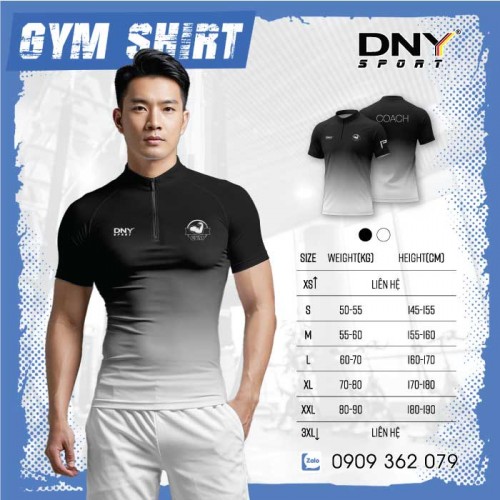 GYM SHIRT
DNY
SPORT
COACH
DNY
SPORT
SIZE WEIGHT(KG) HEIGHT(CM)
XS↑ LIÊN HỆ
S 50-55 145-155
M 55-60 155-160
L 60-70 160-170
XL 70-80 170-180
XXL 80-90 180-190
3XL↓ LIÊN HỆ
Zalo 0909 362 079